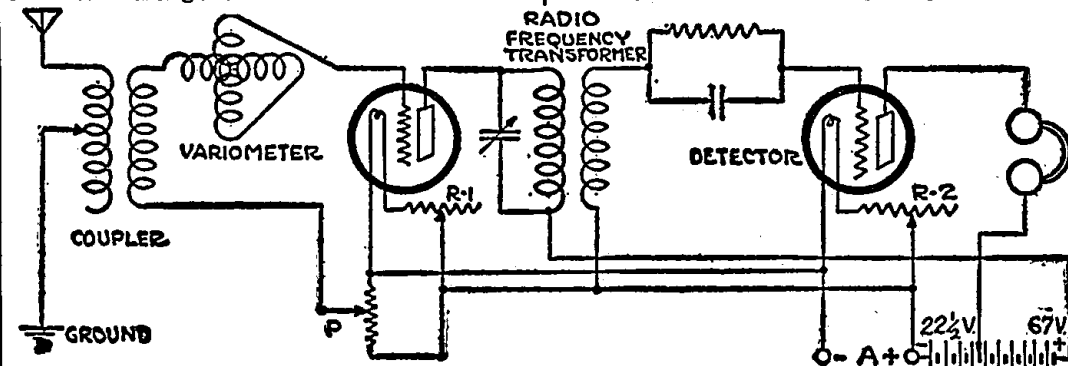 RADIO
FREQUENCY
TRANSFORMER
VARIOMETER
DETECTOR
R-1
R-2
COUPLER
P
GROUND
22½V.
67V.
- A + - +